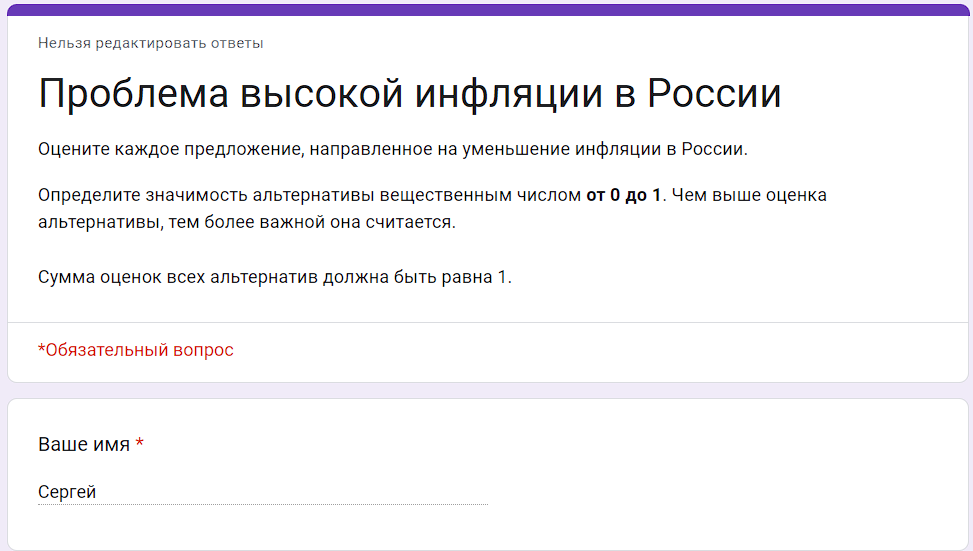 Нельзя редактировать ответы
Проблема высокой инфляции в России
Оцените каждое предложение, направленное на уменьшение инфляции в России.
Определите значимость альтернативы вещественным числом от 0 до 1. Чем выше оценка
альтернативы, тем более важной она считается.
Сумма оценок всех альтернатив должна быть равна 1.
*Обязательный вопрос
Ваше имя *
Сергей